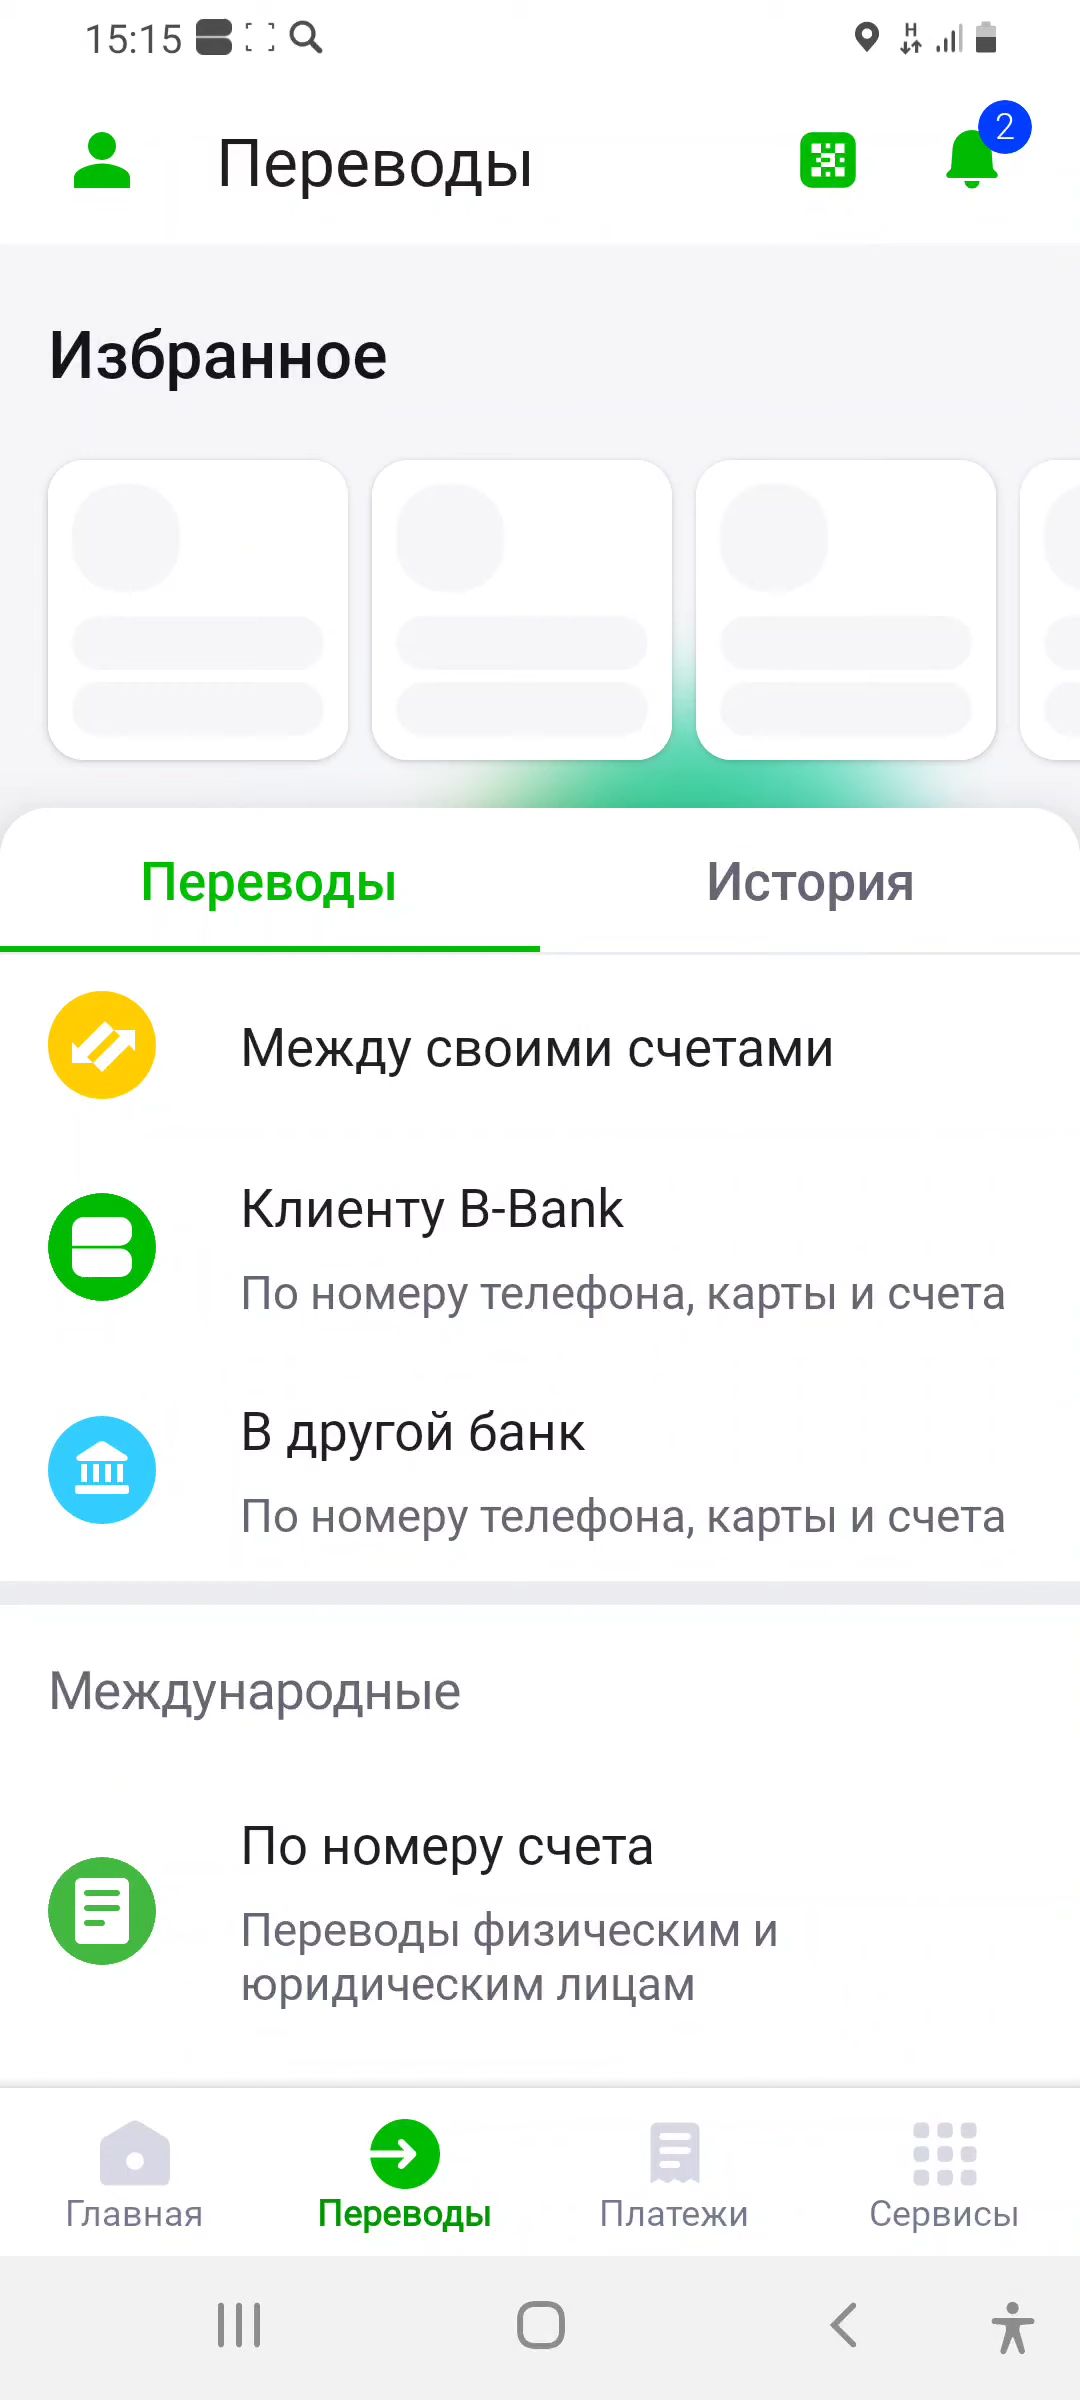 15:15
H
Переводы
2
Избранное
Переводы
История
Между своими счетами
Клиенту B-Bank
По номеру телефона, карты и счета
В другой банк
По номеру телефона, карты и счета
Международные
По номеру счета
Переводы физическим и
юридическим лицам
Главная
Переводы
Платежи
Сервисы